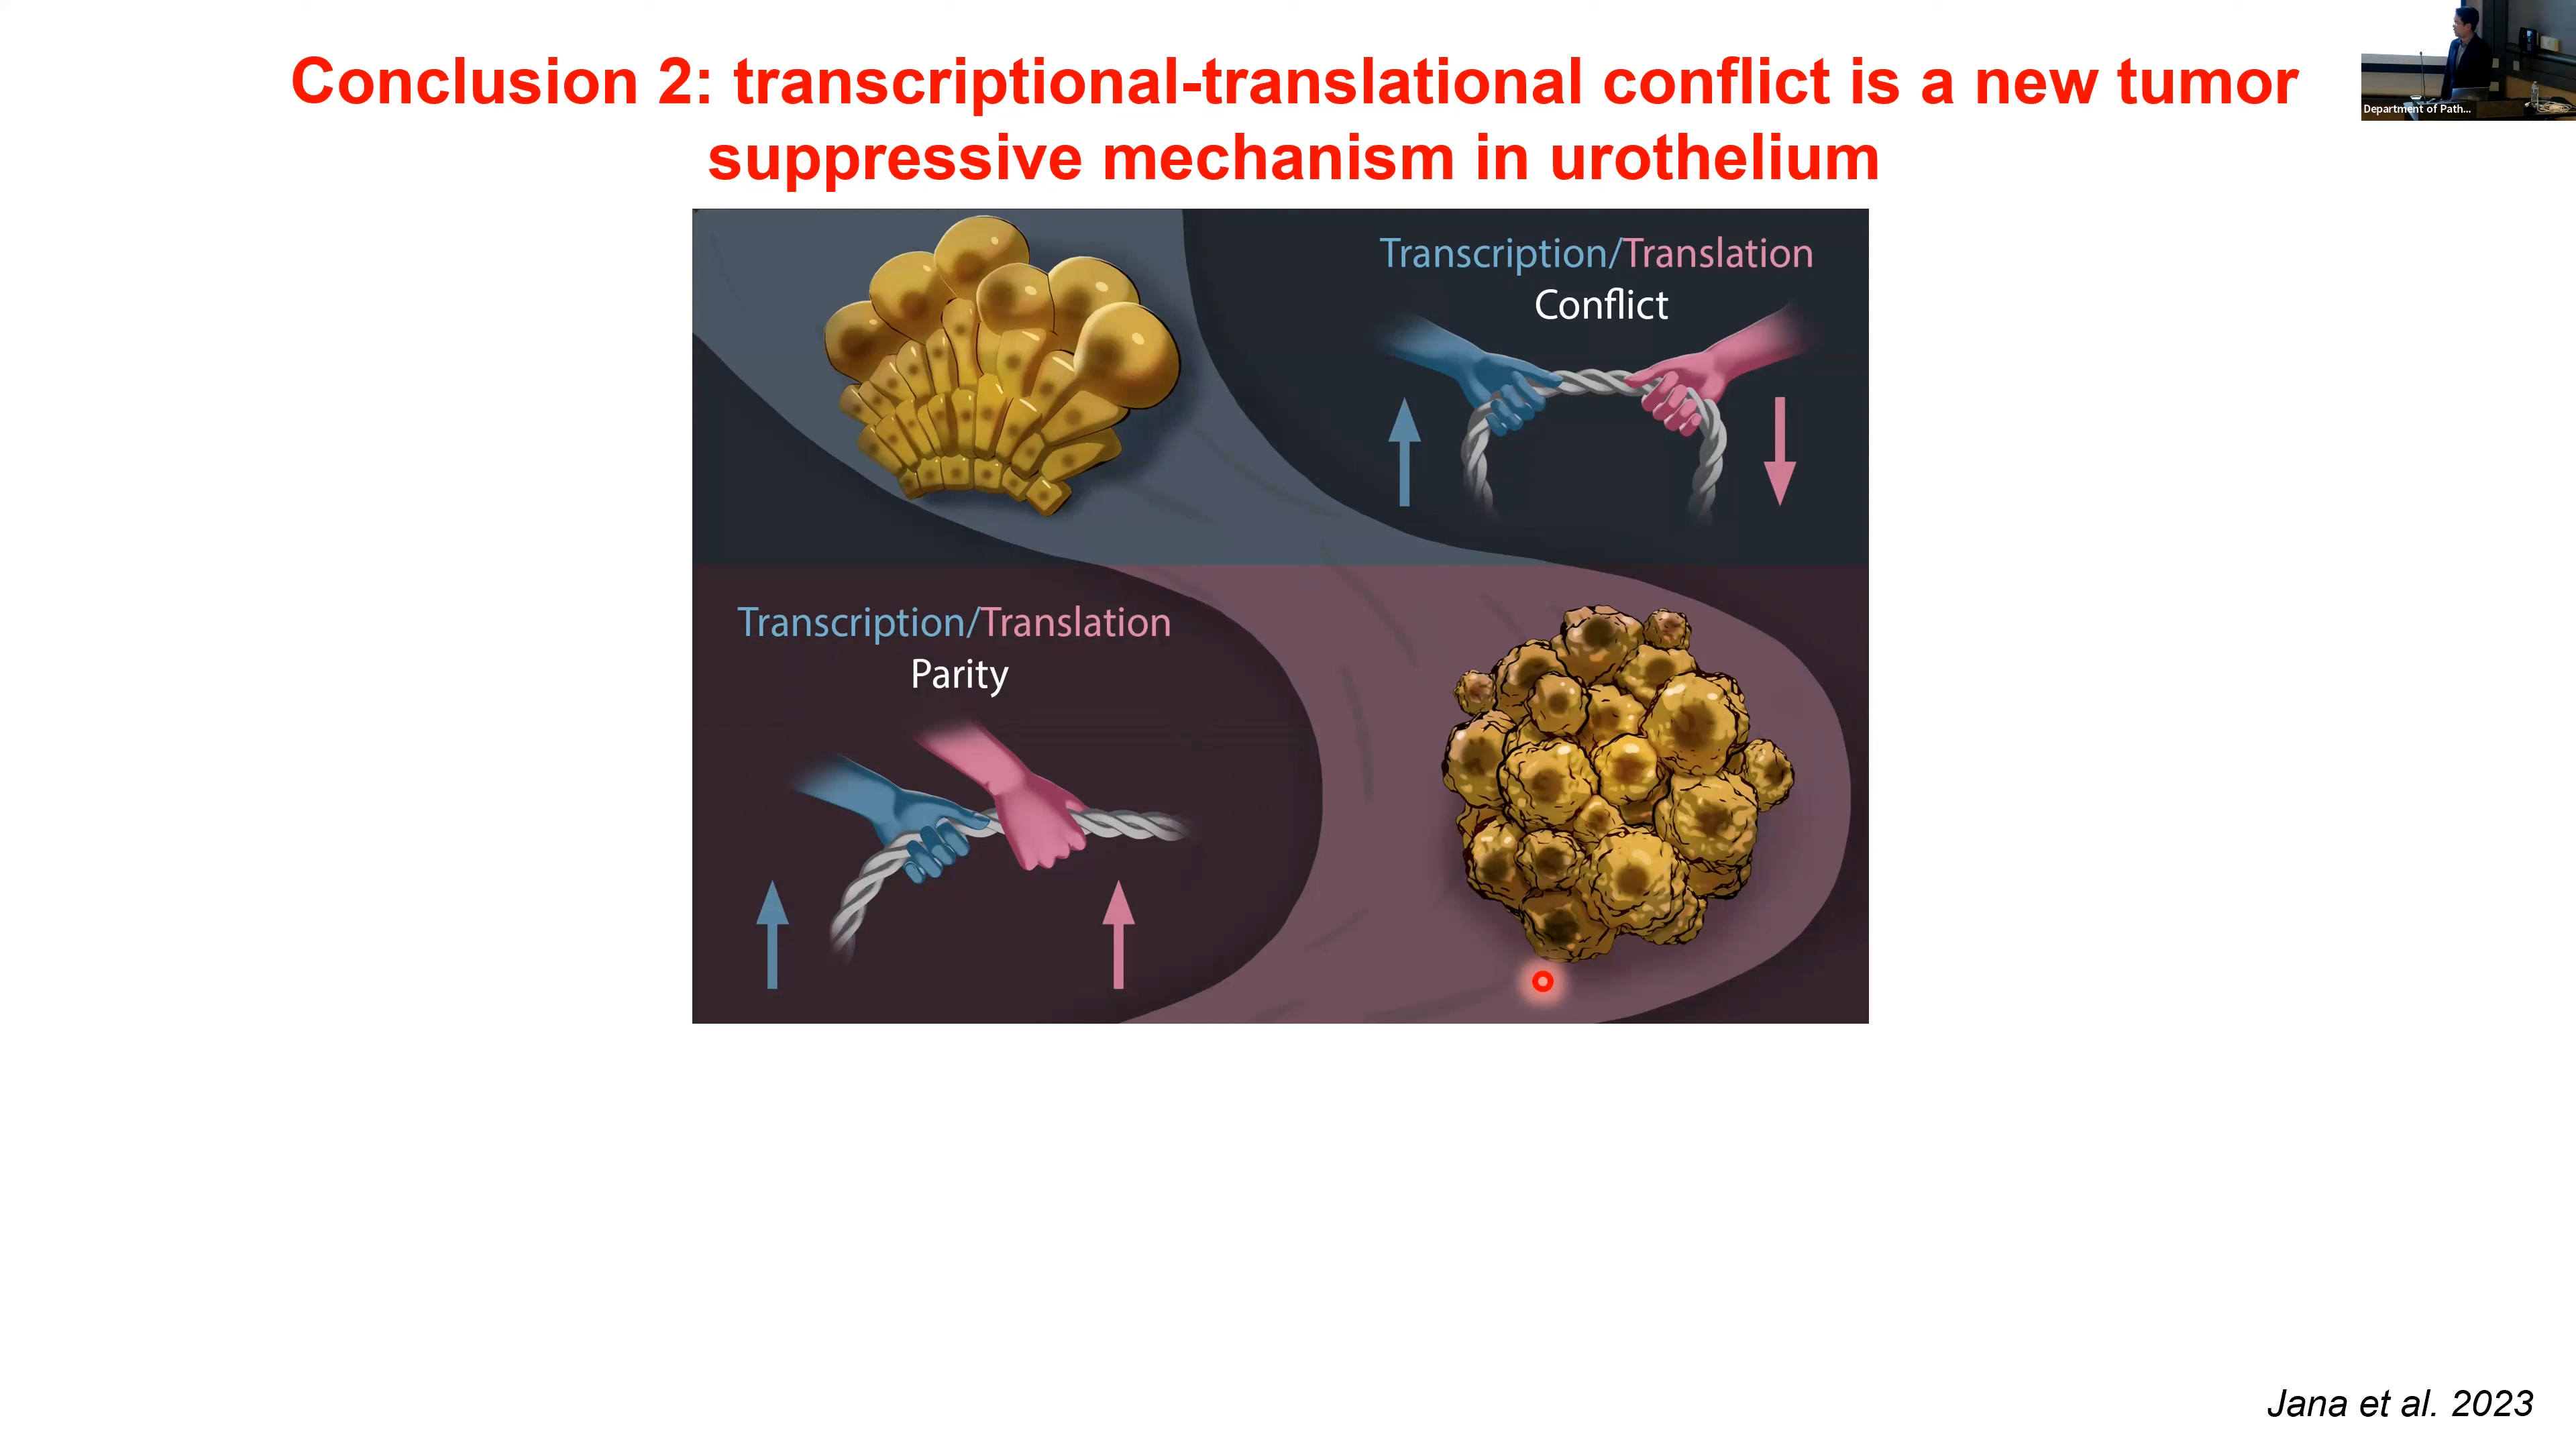 Conclusion 2: transcriptional-translational conflict is a new tumor
suppressive mechanism in urothelium
Department of Path...
Transcription/Translation
Conflict
Transcription/Translation
Parity
Jana et al. 2023